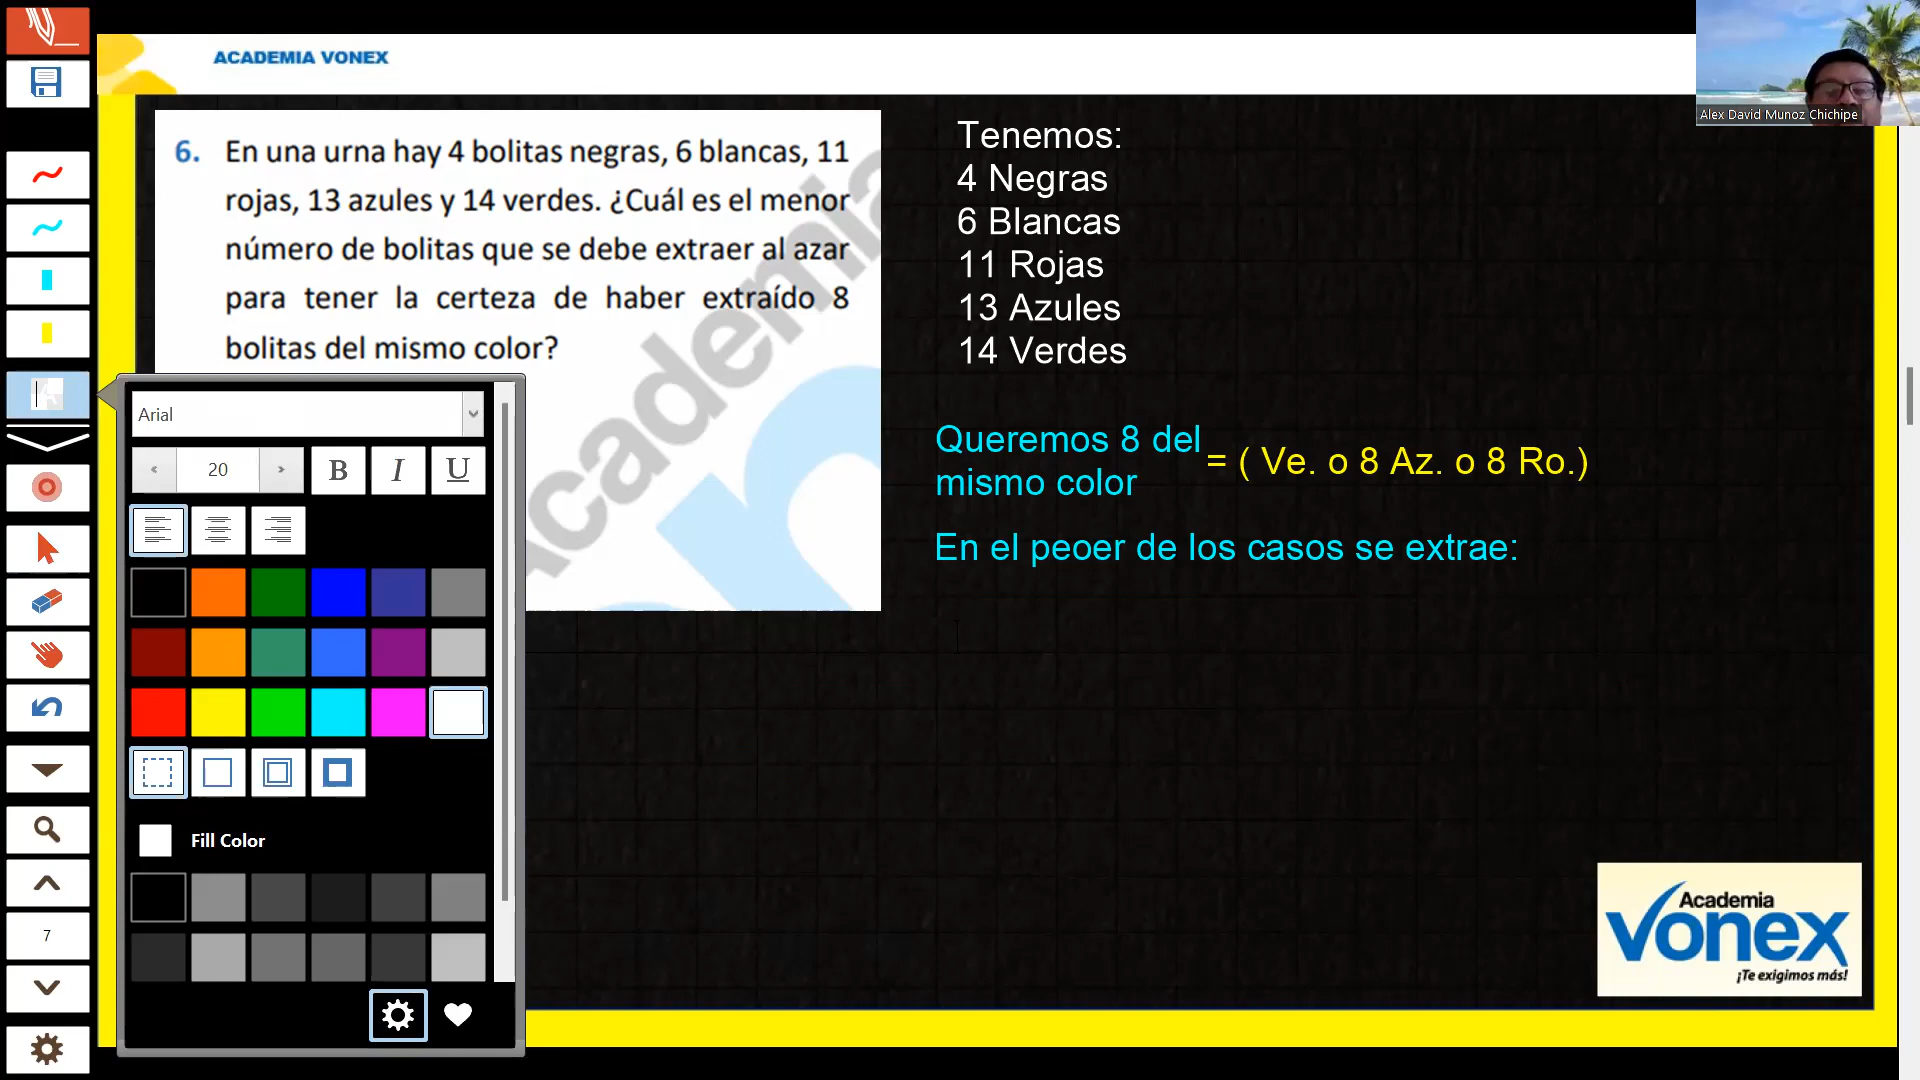 ACADEMIA VONEX
Alex David Munoz Chichipe
6. En una urna hay 4 bolitas negras, 6 blancas, 11
rojas, 13 azules y 14 verdes. ¿Cuál es el menor
número de bolitas que se debe extraer al azar
para tener la certeza de haber extraído 8
bolitas del mismo color?
Academia
Tenemos:
4 Negras
6 Blancas
11 Rojas
13 Azules
14 Verdes
Queremos 8 del
mismo color
= ( Ve. o 8 Az. o 8 Ro.)
En el peoer de los casos se extrae:
Arial
20
B I U
Fill Color
7
Academia
vonex
¡Te exigimos más!